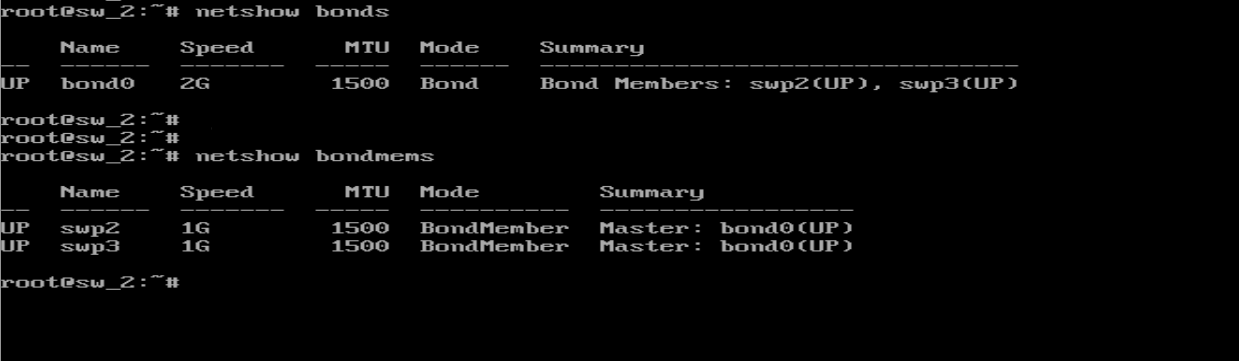 root@sw_2:~# netshow bonds
    Name    Speed      MTU  Mode    Summary
--  ------  -------  -----  ------  --------------------------------
UP  bond0   2G        1500  Bond    Bond Members: swp2(UP), swp3(UP)
root@sw_2:~#
root@sw_2:~#
root@sw_2:~# netshow bondmems
    Name    Speed      MTU  Mode        Summary
--  ------  -------  -----  ----------  -----------------
UP  swp2    1G        1500  BondMember  Master: bond0(UP)
UP  swp3    1G        1500  BondMember  Master: bond0(UP)
root@sw_2:~#